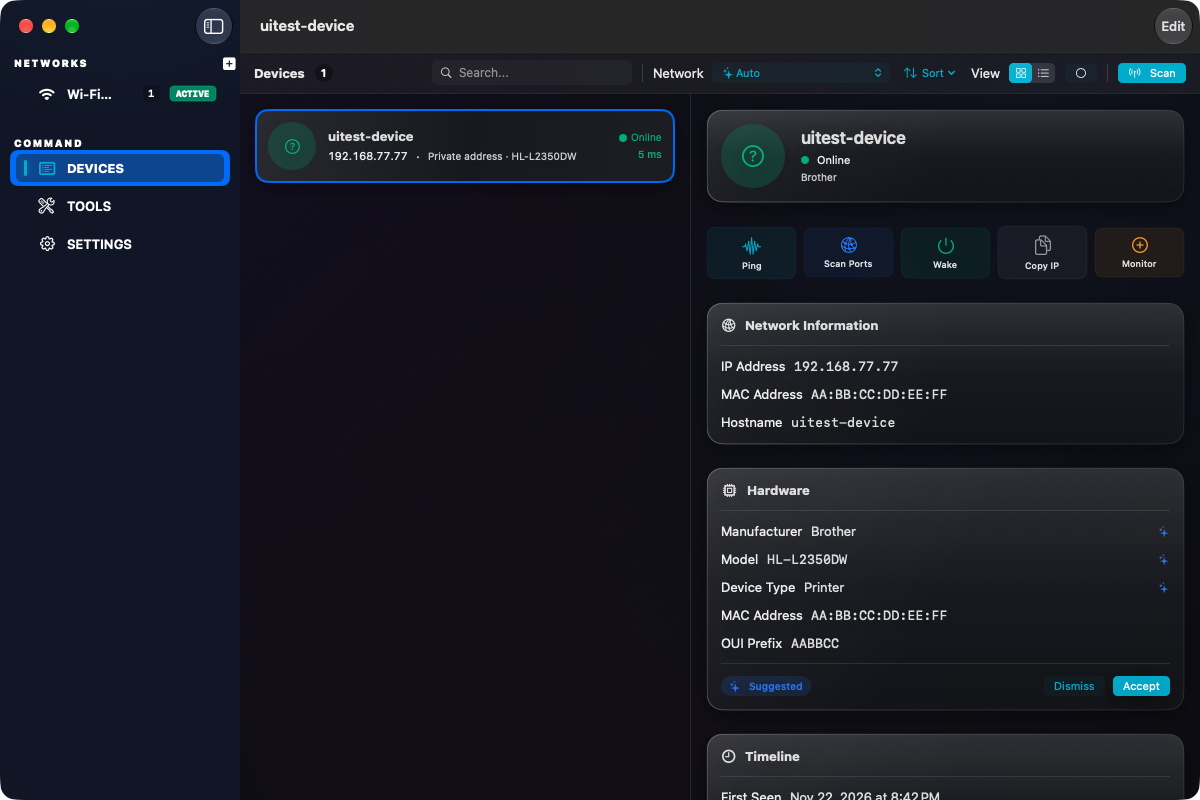 uitest-device
Edit
NETWORKS
Wi-Fi... 1 ACTIVE
COMMAND
DEVICES
TOOLS
SETTINGS
Devices 1
Search...
Network Auto
Sort
View
Scan
uitest-device
192.168.77.77 · Private address · HL-L2350DW
Online
5 ms
uitest-device
Online
Brother
Ping
Scan Ports
Wake
Copy IP
Monitor
Network Information
IP Address 192.168.77.77
MAC Address AA:BB:CC:DD:EE:FF
Hostname uitest-device
Hardware
Manufacturer Brother
Model HL-L2350DW
Device Type Printer
MAC Address AA:BB:CC:DD:EE:FF
OUI Prefix AABBCC
Suggested
Dismiss
Accept
Timeline
First Seen Nov 22, 2026 at 8:42 PM